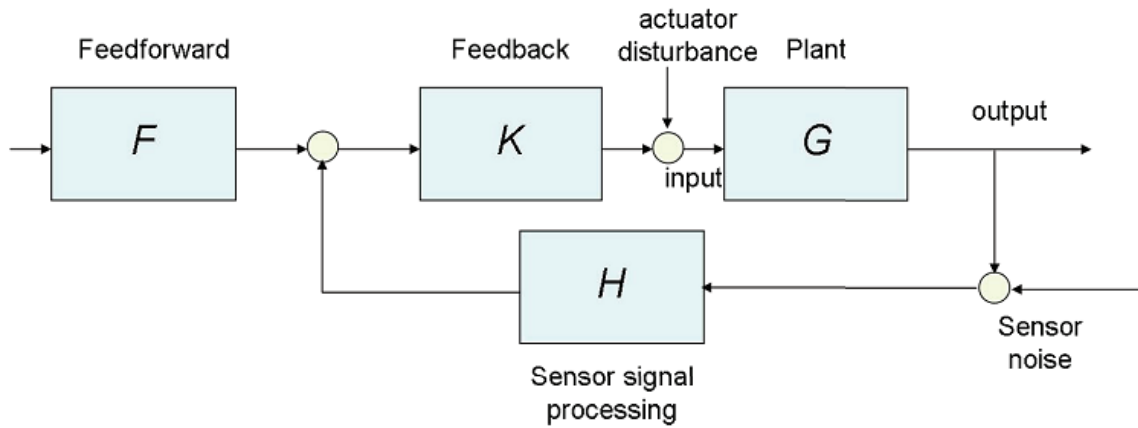 Feedforward
Feedback
actuator
disturbance
Plant
F
K
G
output
input
H
Sensor
noise
Sensor signal
processing